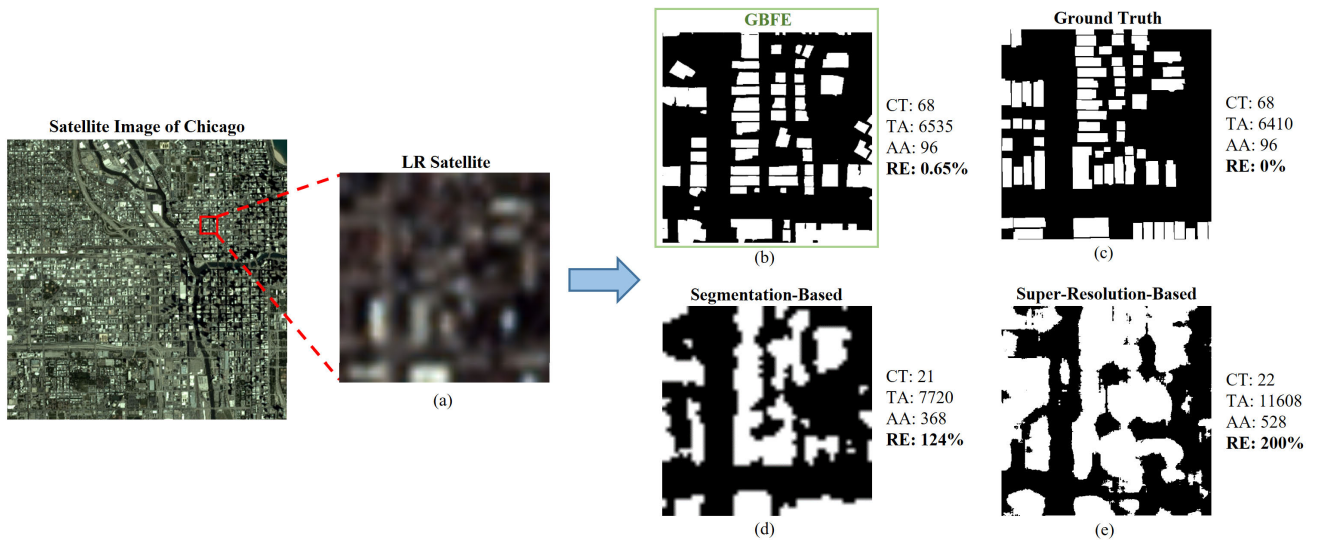 Satellite Image of Chicago
LR Satellite
(a)
GBFE
CT: 68
TA: 6535
AA: 96
RE: 0.65%
(b)
Ground Truth
CT: 68
TA: 6410
AA: 96
RE: 0%
(c)
Segmentation-Based
CT: 21
TA: 7720
AA: 368
RE: 124%
(d)
Super-Resolution-Based
CT: 22
TA: 11608
AA: 528
RE: 200%
(e)